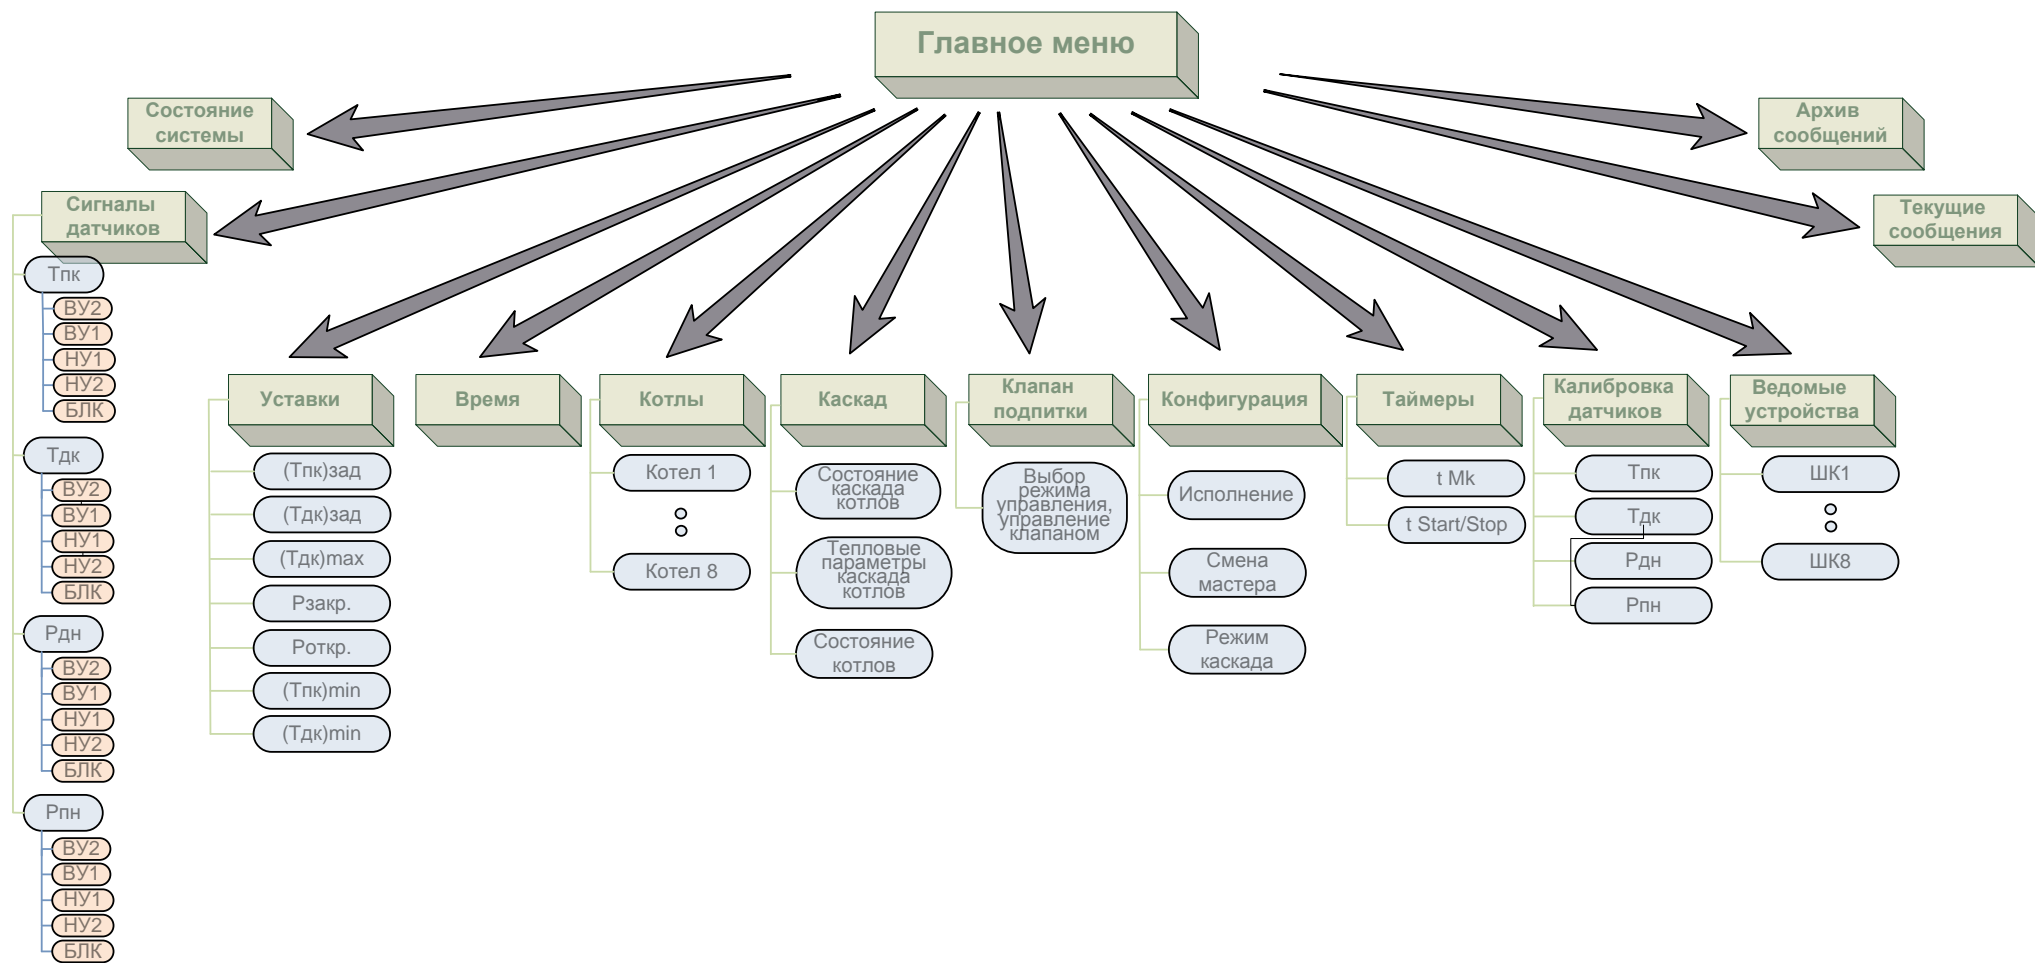 Главное меню
Состояние
системы
Архив
сообщений
Сигналы
датчиков
Текущие
сообщения
Тпк
ВУ2
ВУ1
НУ1
НУ2
БЛК
Тдк
ВУ2
ВУ1
НУ1
НУ2
БЛК
Рдн
ВУ2
ВУ1
НУ1
НУ2
БЛК
Рпн
ВУ2
ВУ1
НУ1
НУ2
БЛК
Уставки
(Тпк)зад
(Тдк)зад
(Тдк)max
Рзакр.
Роткр.
(Тпк)min
(Тдк)min
Время
Котлы
Котел 1
Котел 8
Каскад
Состояние
каскада
котлов
Тепловые
параметры
каскада
котлов
Состояние
котлов
Клапан
подпитки
Выбор
режима
управления,
управление
клапаном
Конфигурация
Исполнение
Смена
мастера
Режим
каскада
Таймеры
t Mk
t Start/Stop
Калибровка
датчиков
Тпк
Тдк
Рдн
Рпн
Ведомые
устройства
ШК1
ШК8